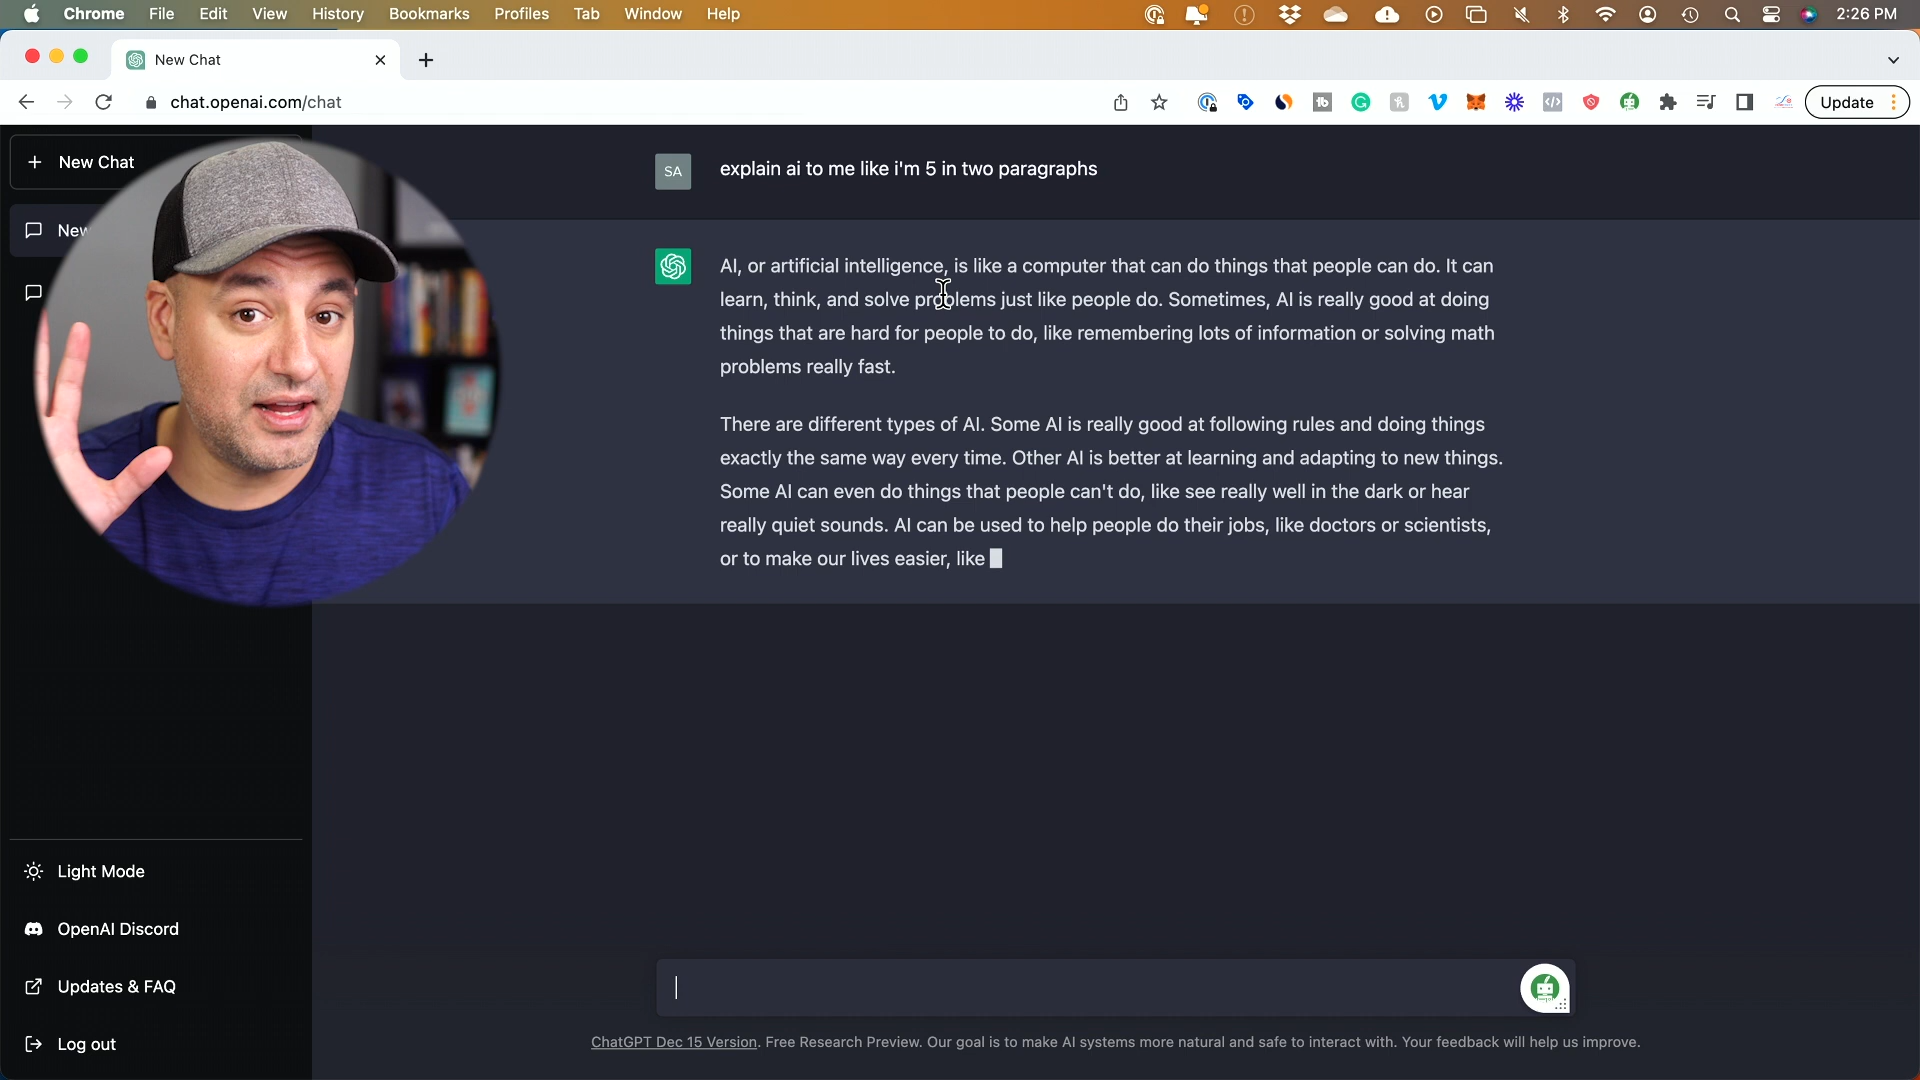 Chrome File Edit View History Bookmarks Profiles Tab Window Help 2:26 PM
New Chat
chat.openai.com/chat
Update
New Chat
New
SA
explain ai to me like i'm 5 in two paragraphs
AI, or artificial intelligence, is like a computer that can do things that people can do. It can
learn, think, and solve problems just like people do. Sometimes, AI is really good at doing
things that are hard for people to do, like remembering lots of information or solving math
problems really fast.
There are different types of AI. Some AI is really good at following rules and doing things
exactly the same way every time. Other AI is better at learning and adapting to new things.
Some AI can even do things that people can't do, like see really well in the dark or hear
really quiet sounds. AI can be used to help people do their jobs, like doctors or scientists,
or to make our lives easier, like
Light Mode
OpenAI Discord
Updates & FAQ
Log out
ChatGPT Dec 15 Version. Free Research Preview. Our goal is to make AI systems more natural and safe to interact with. Your feedback will help us improve.